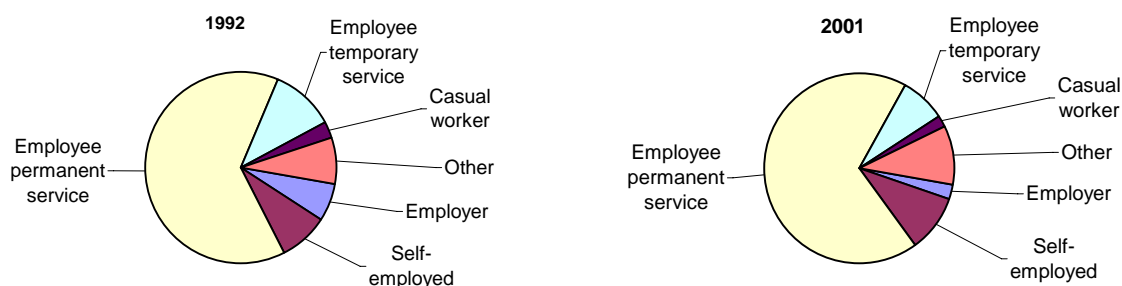 1992
Employee
temporary
service
Casual
worker
Other
Employer
Self-
employed
Employee
permanent
service
2001
Employee
temporary
service
Casual
worker
Other
Employer
Self-
employed
Employee
permanent
service